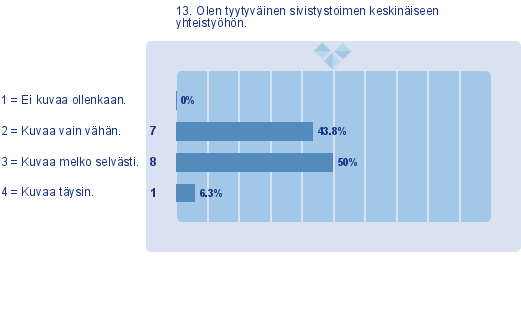 13. Olen tyytyväinen sivistystoimen keskinäiseen
yhteistyöhön.
1 = Ei kuvaa ollenkaan. 0%
2 = Kuvaa vain vähän. 7 43.8%
3 = Kuvaa melko selvästi. 8 50%
4 = Kuvaa täysin. 1 6.3%